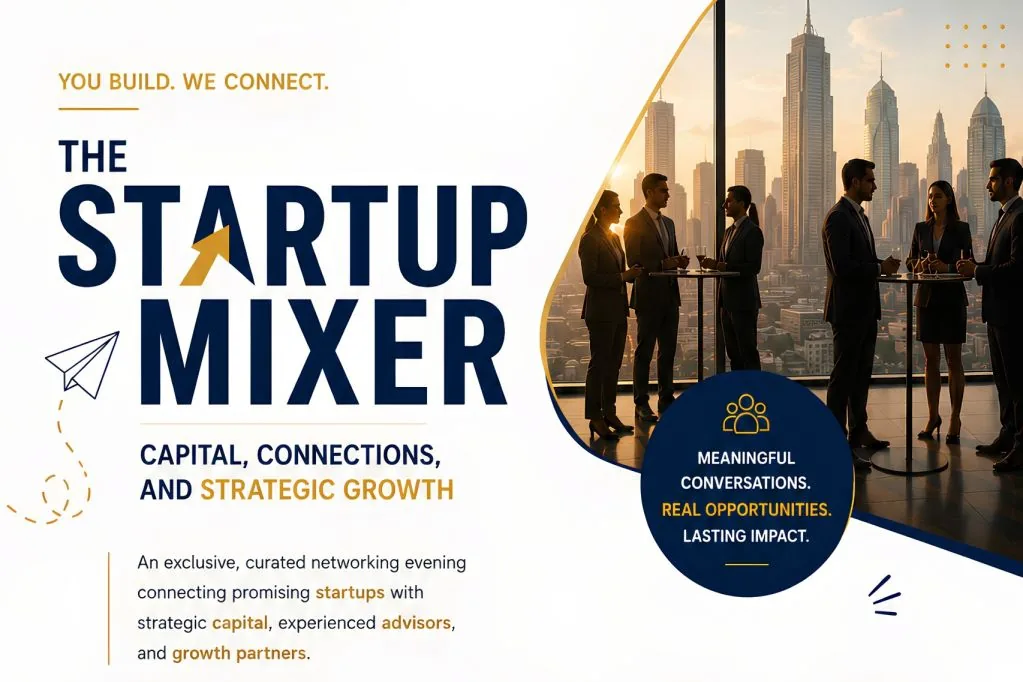 YOU BUILD. WE CONNECT.
THE
STARTUP
MIXER
CAPITAL, CONNECTIONS,
AND STRATEGIC GROWTH
An exclusive, curated networking evening
connecting promising startups with
strategic capital, experienced advisors,
and growth partners.
MEANINGFUL
CONVERSATIONS.
REAL OPPORTUNITIES.
LASTING IMPACT.